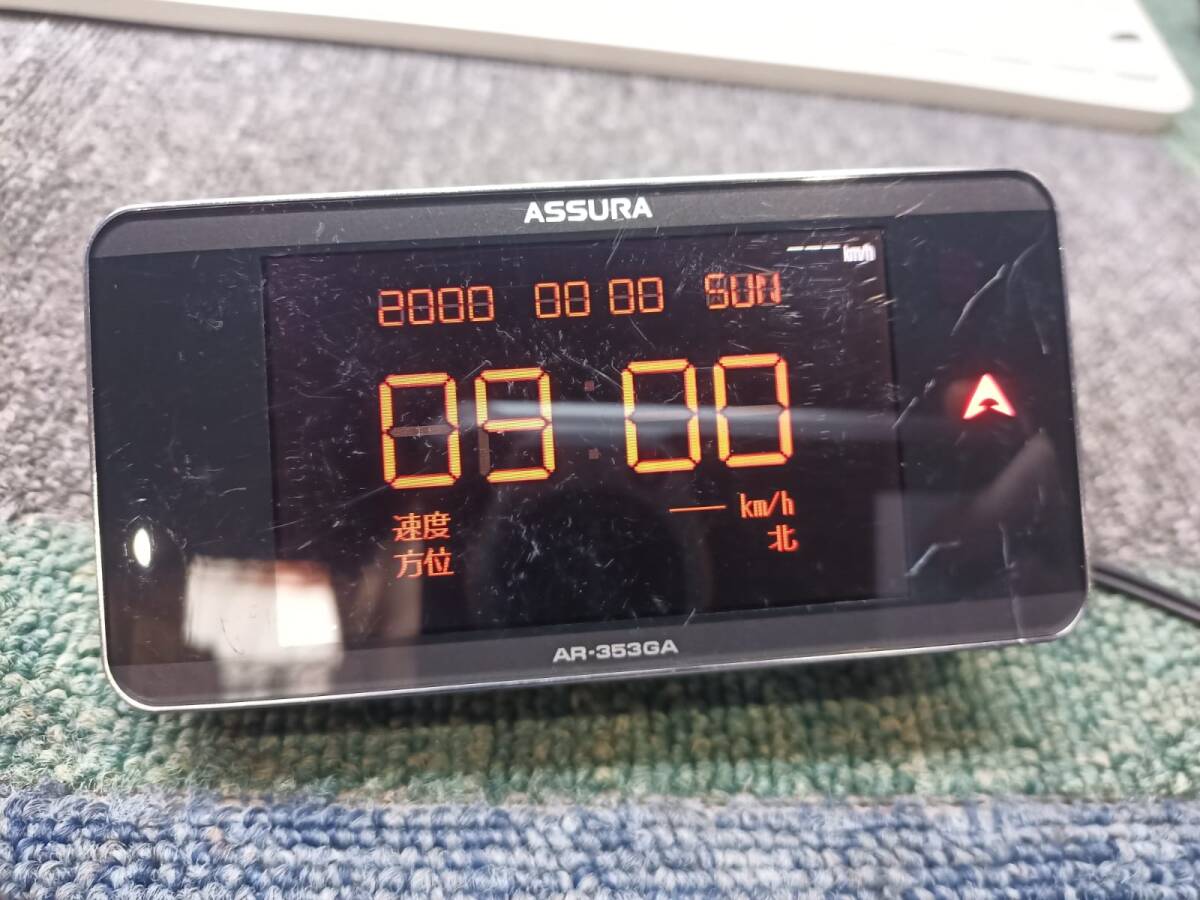 ASSURA
--- km/h
2000 00 00 SUN
09:00
速度 --- km/h
方位 北
AR-353GA